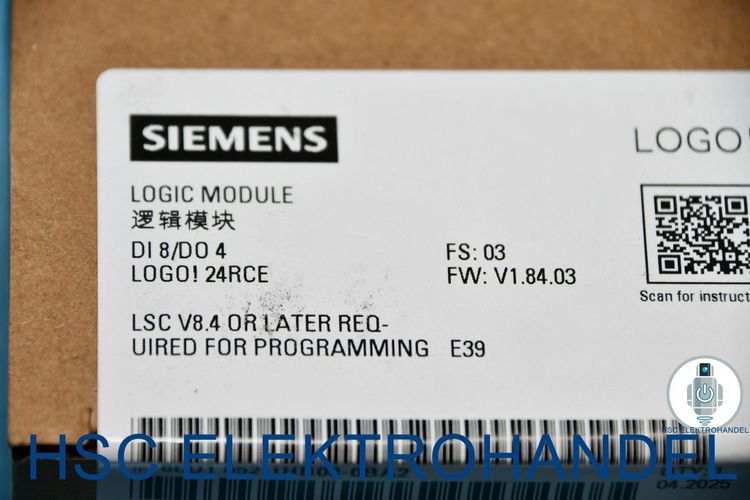 SIEMENS
LOGO!
LOGIC MODULE
逻辑模块
DI 8/DO 4
FS: 03
LOGO! 24RCE
FW: V1.84.03
Scan for instruct
LSC V8.4 OR LATER REQ-
UIRED FOR PROGRAMMING E39
HSC ELEKTROHANDEL
HSC ELEKTROHANDEL
04.2025